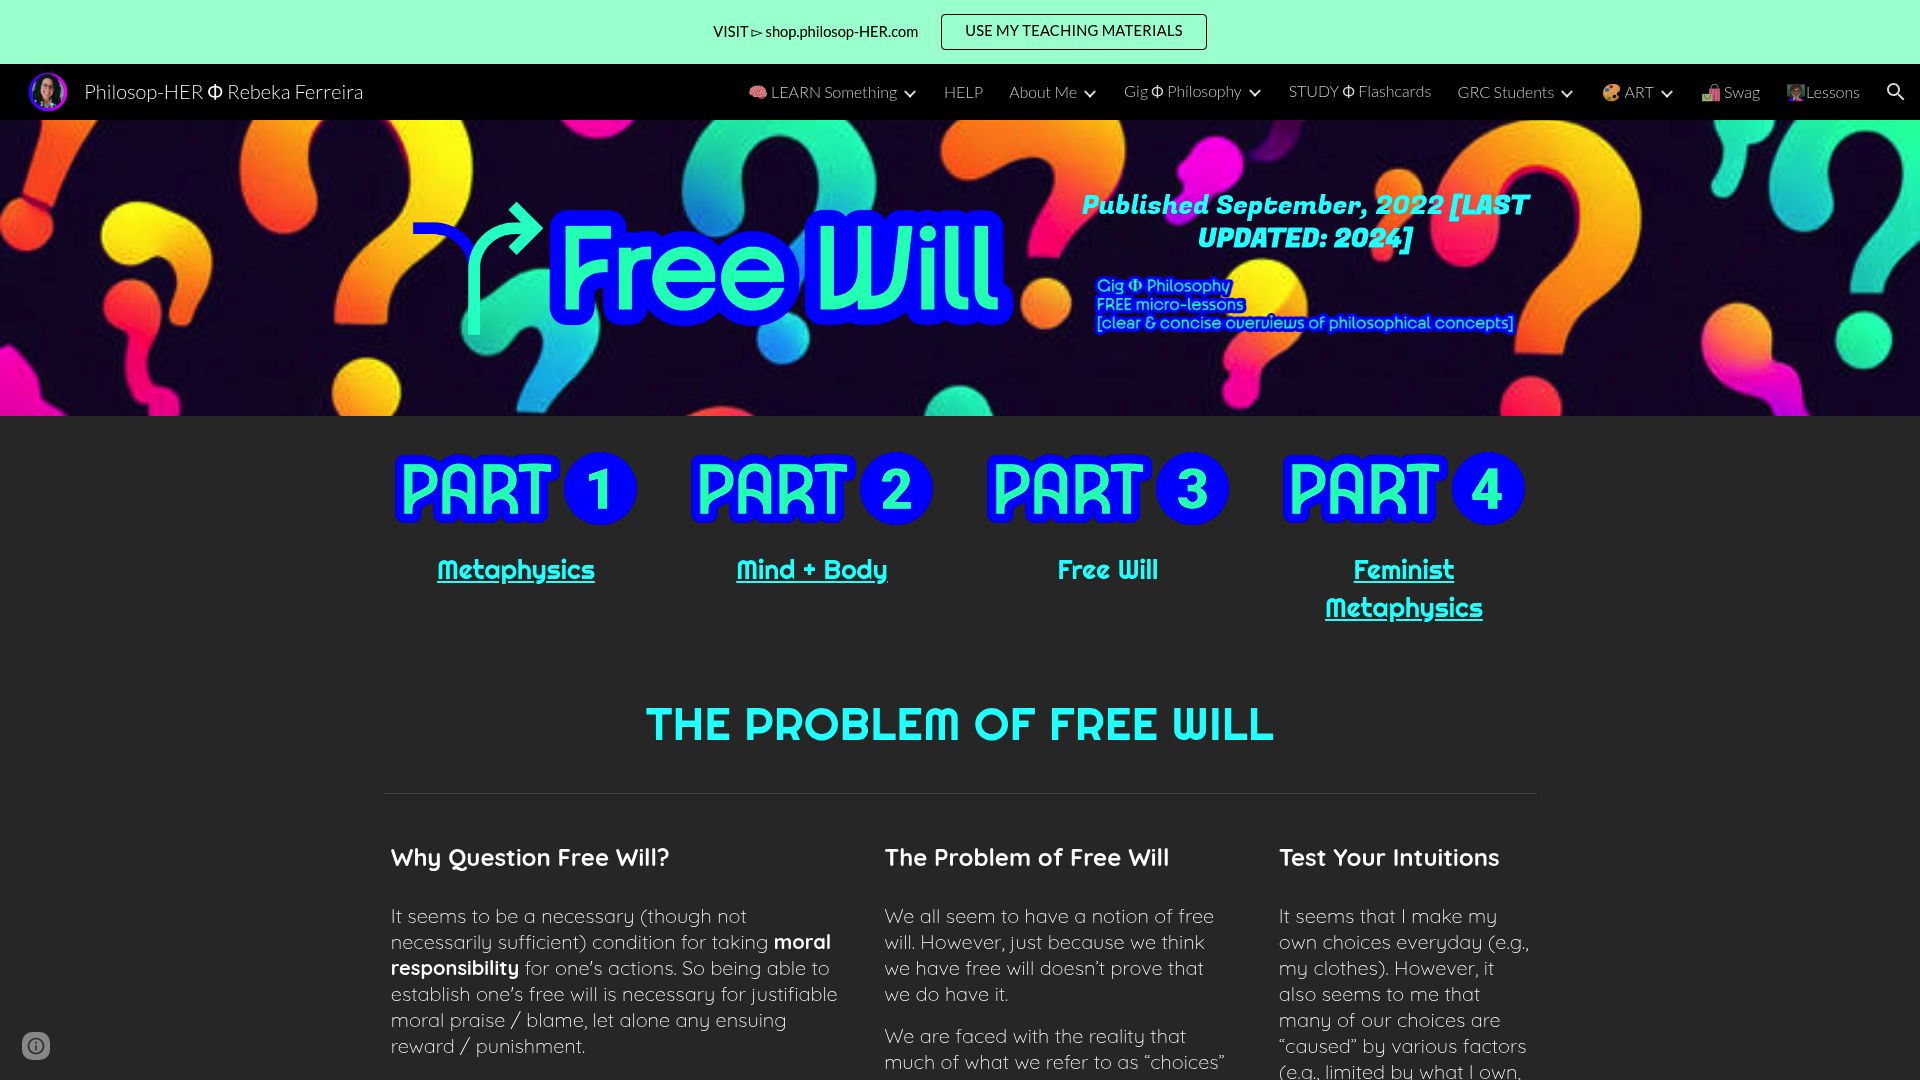 VISIT ▻ shop.philosop-HER.com
USE MY TEACHING MATERIALS
Philosop-HER Φ Rebeka Ferreira
🧠 LEARN Something
HELP
About Me
Gig Φ Philosophy
STUDY Φ Flashcards
GRC Students
🎨 ART
🛍️ Swag
👩🏽‍🏫Lessons
Free Will
Published September, 2022 [LAST
UPDATED: 2024]
Gig Φ Philosophy
FREE micro-lessons
[clear & concise overviews of philosophical concepts]
PART 1
Metaphysics
PART 2
Mind + Body
PART 3
Free Will
PART 4
Feminist
Metaphysics
THE PROBLEM OF FREE WILL
Why Question Free Will?
It seems to be a necessary (though not
necessarily sufficient) condition for taking moral
responsibility for one's actions. So being able to
establish one's free will is necessary for justifiable
moral praise / blame, let alone any ensuing
reward / punishment.
The Problem of Free Will
We all seem to have a notion of free
will. However, just because we think
we have free will doesn’t prove that
we do have it.
We are faced with the reality that
much of what we refer to as “choices”
Test Your Intuitions
It seems that I make my
own choices everyday (e.g.,
my clothes). However, it
also seems to me that
many of our choices are
“caused” by various factors
(e.g., limited by what I own,